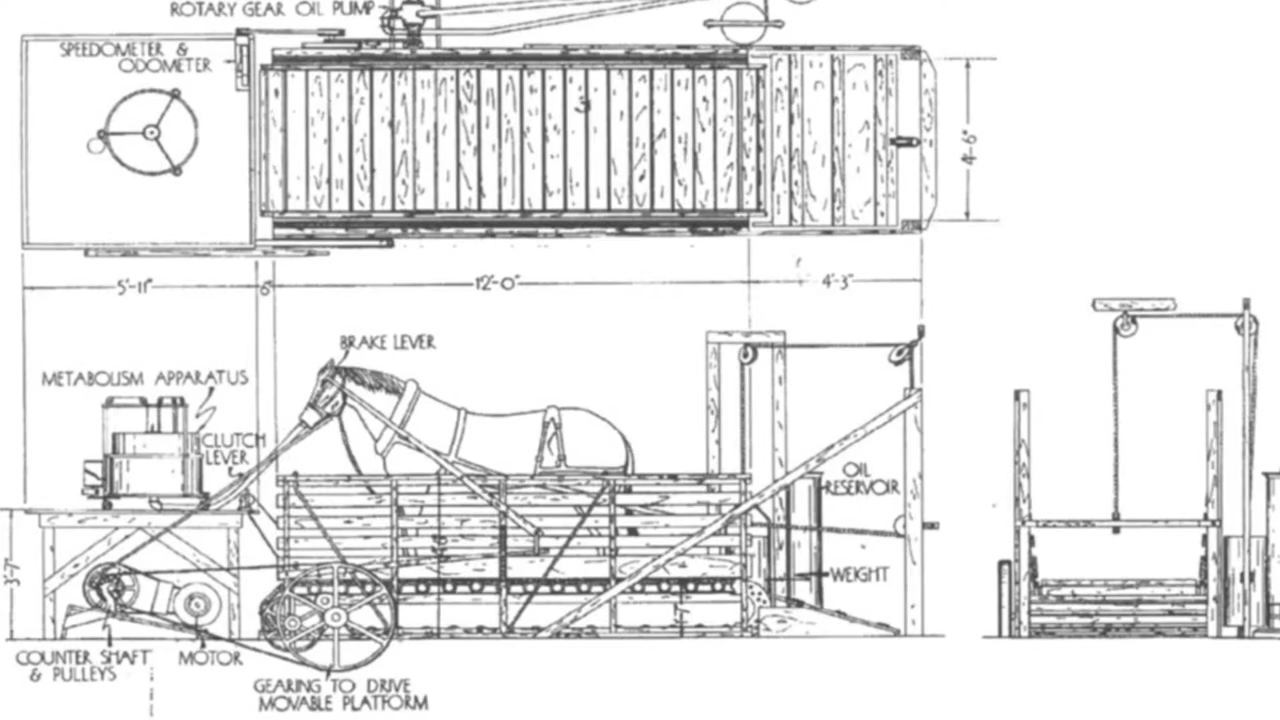 ROTARY GEAR OIL PUMP
SPEEDOMETER &
ODOMETER
4'-6"
5'-11"
6"
12'-0"
4'-3"
BRAKE LEVER
METABOLISM APPARATUS
CLUTCH
LEVER
OIL
RESERVOIR
3'-7"
WEIGHT
COUNTER SHAFT
& PULLEYS
MOTOR
GEARING TO DRIVE
MOVABLE PLATFORM